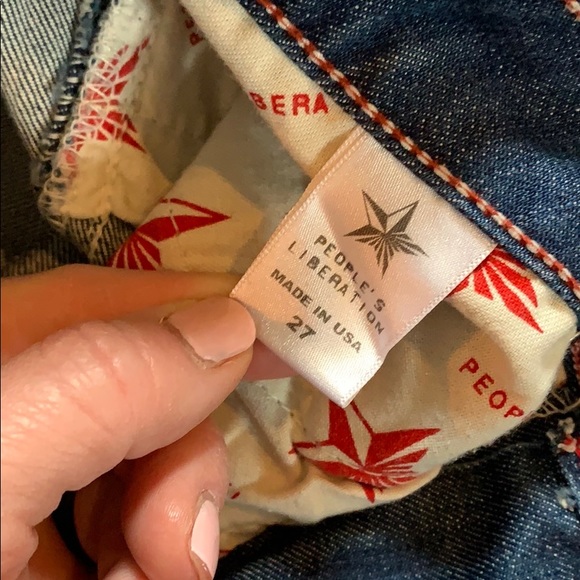 BERA
PEOPLE'S
LIBERATION
MADE IN USA
27
PEOP